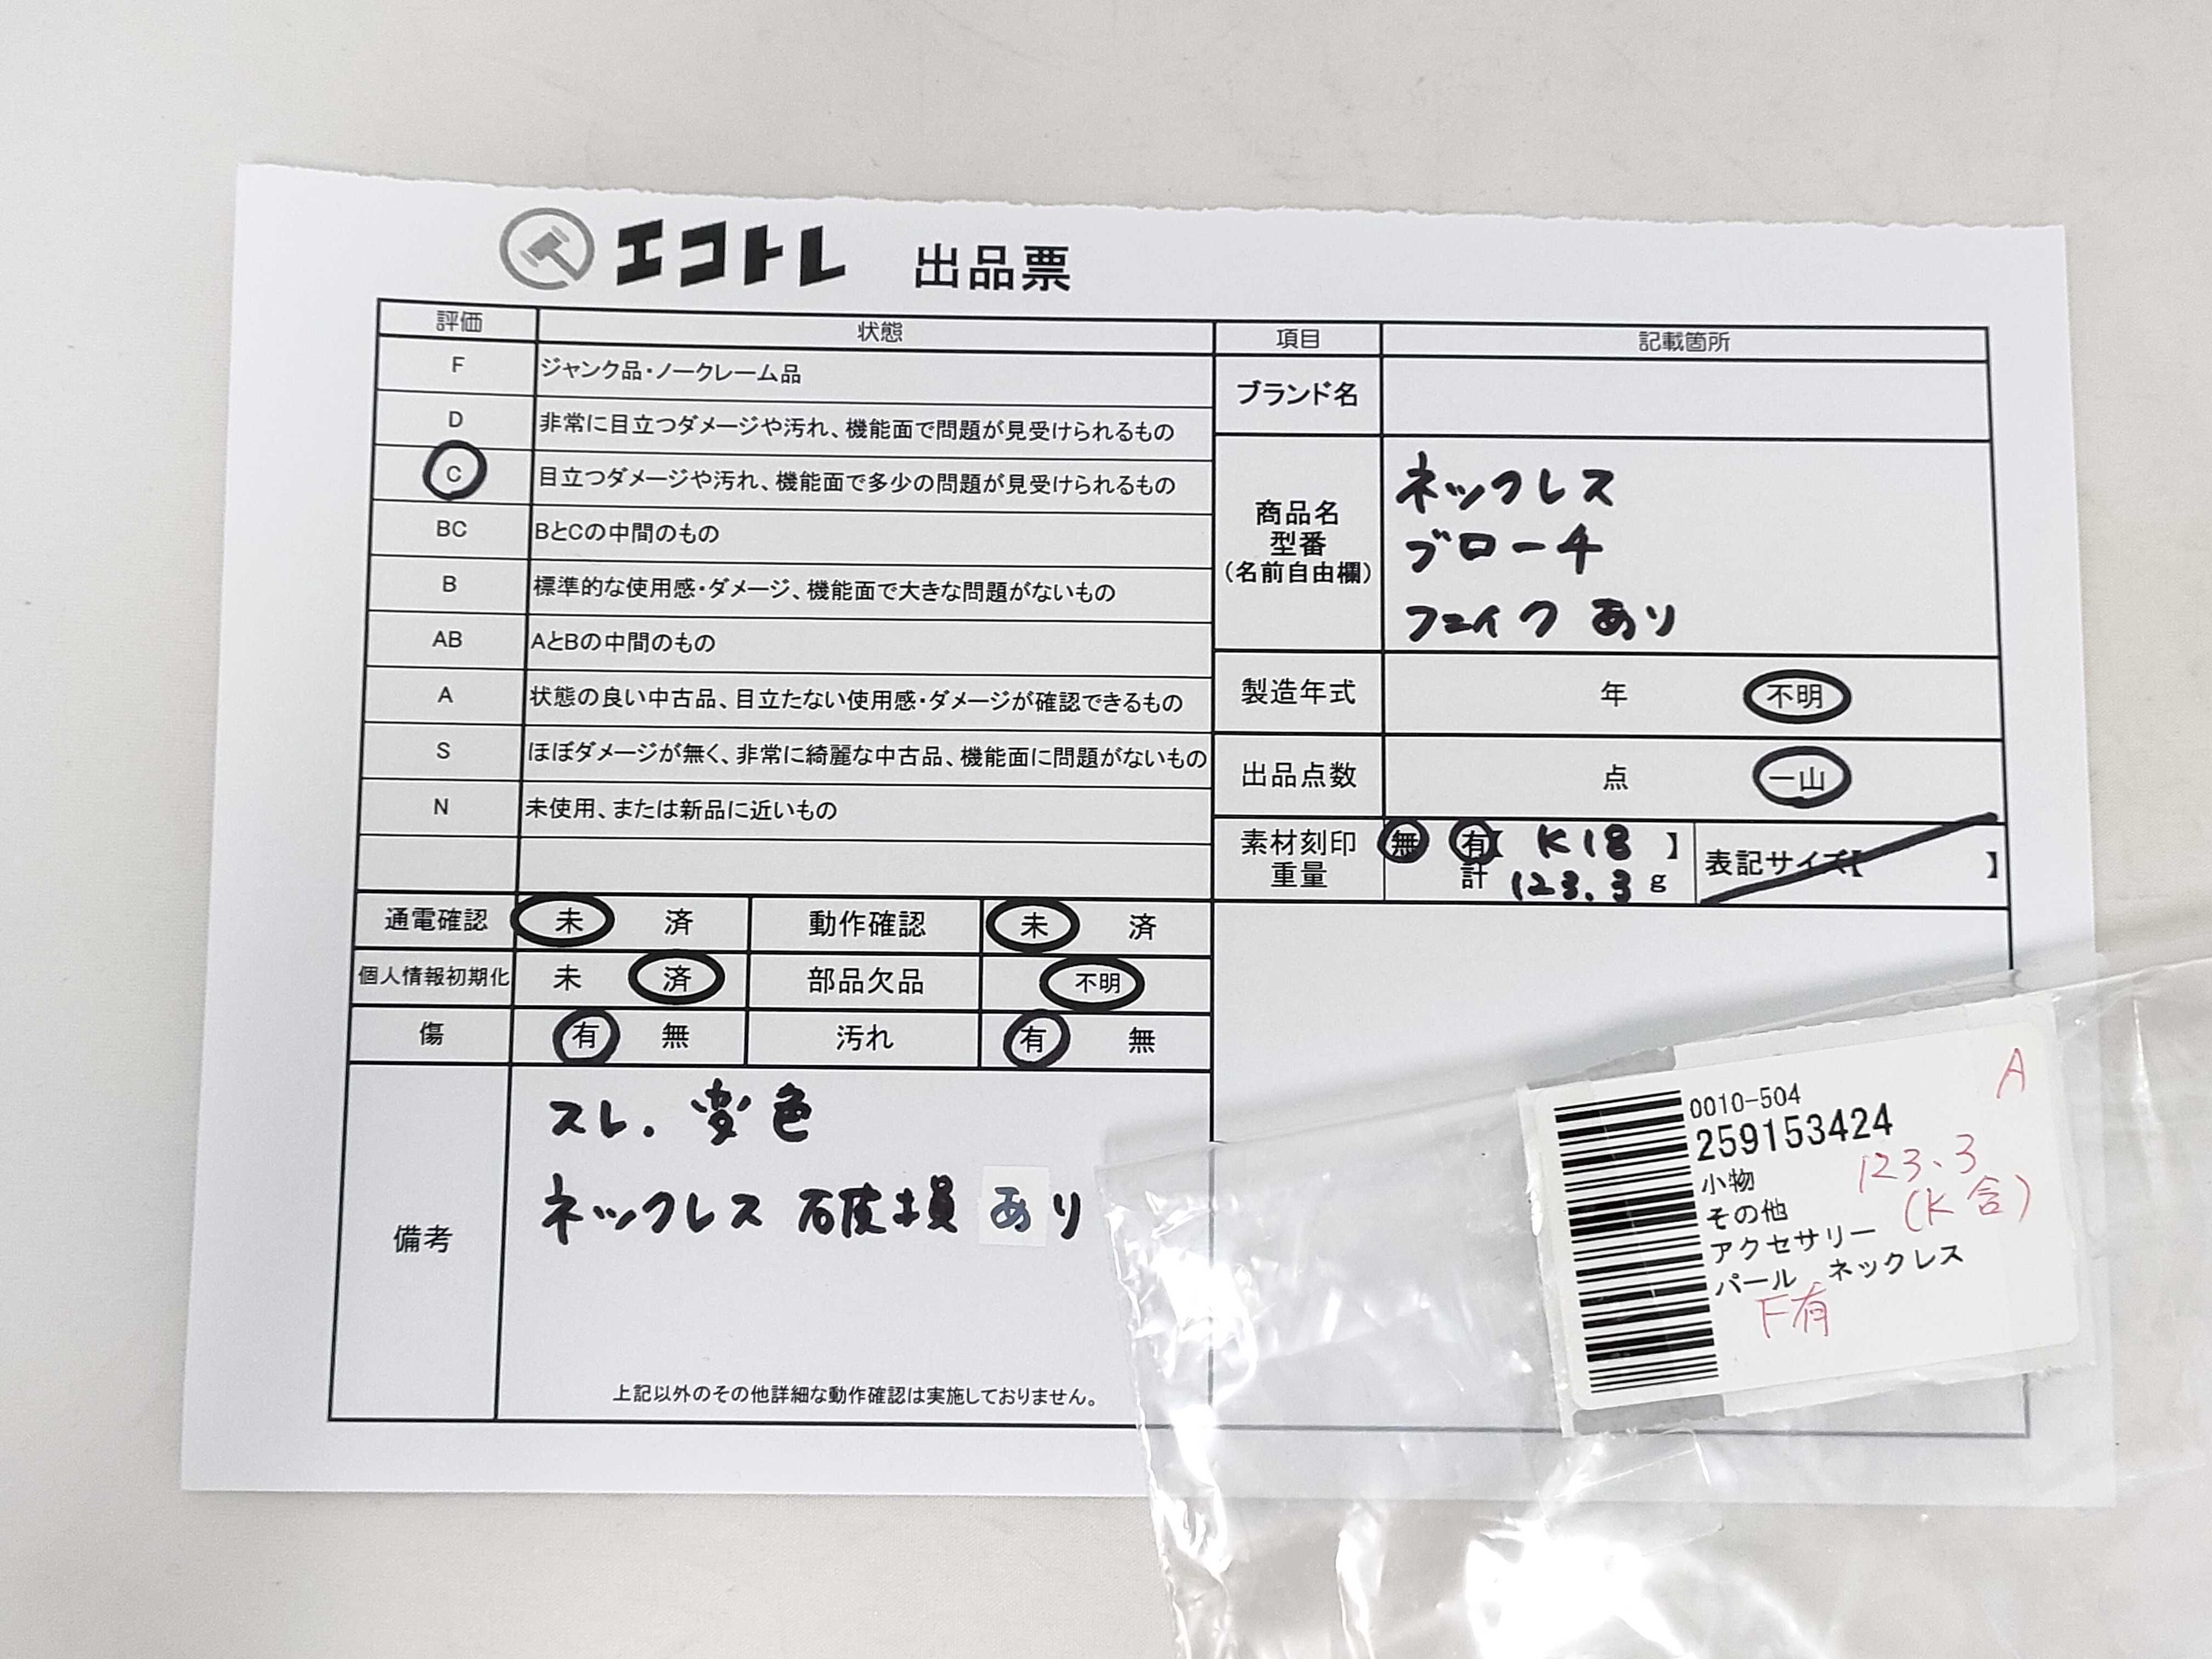 エコトレ 出品票
評価 状態
F ジャンク品・ノークレーム品
D 非常に目立つダメージや汚れ、機能面で問題が見受けられるもの
C 目立つダメージや汚れ、機能面で多少の問題が見受けられるもの
BC BとCの中間のもの
B 標準的な使用感・ダメージ、機能面で大きな問題がないもの
AB AとBの中間のもの
A 状態の良い中古品、目立たない使用感・ダメージが確認できるもの
S ほぼダメージが無く、非常に綺麗な中古品、機能面に問題がないもの
N 未使用、または新品に近いもの
通電確認 未 済 動作確認 未 済
個人情報初期化 未 済 部品欠品 不明
傷 有 無 汚れ 有 無
備考
スレ. 変色
ネックレス 破損 あり
上記以外のその他詳細な動作確認は実施しておりません。
項目 記載箇所
ブランド名
商品名
型番
(名前自由欄)
ネックレス
ブローチ
フェイク あり
製造年式 年 不明
出品点数 点 一山
素材刻印 無 有【 K18 】
重量 計 123.3 g
表記サイズ【 】
0010-504
259153424
小物
その他
アクセサリー
パール ネックレス
A
123.3
(K含)
F有